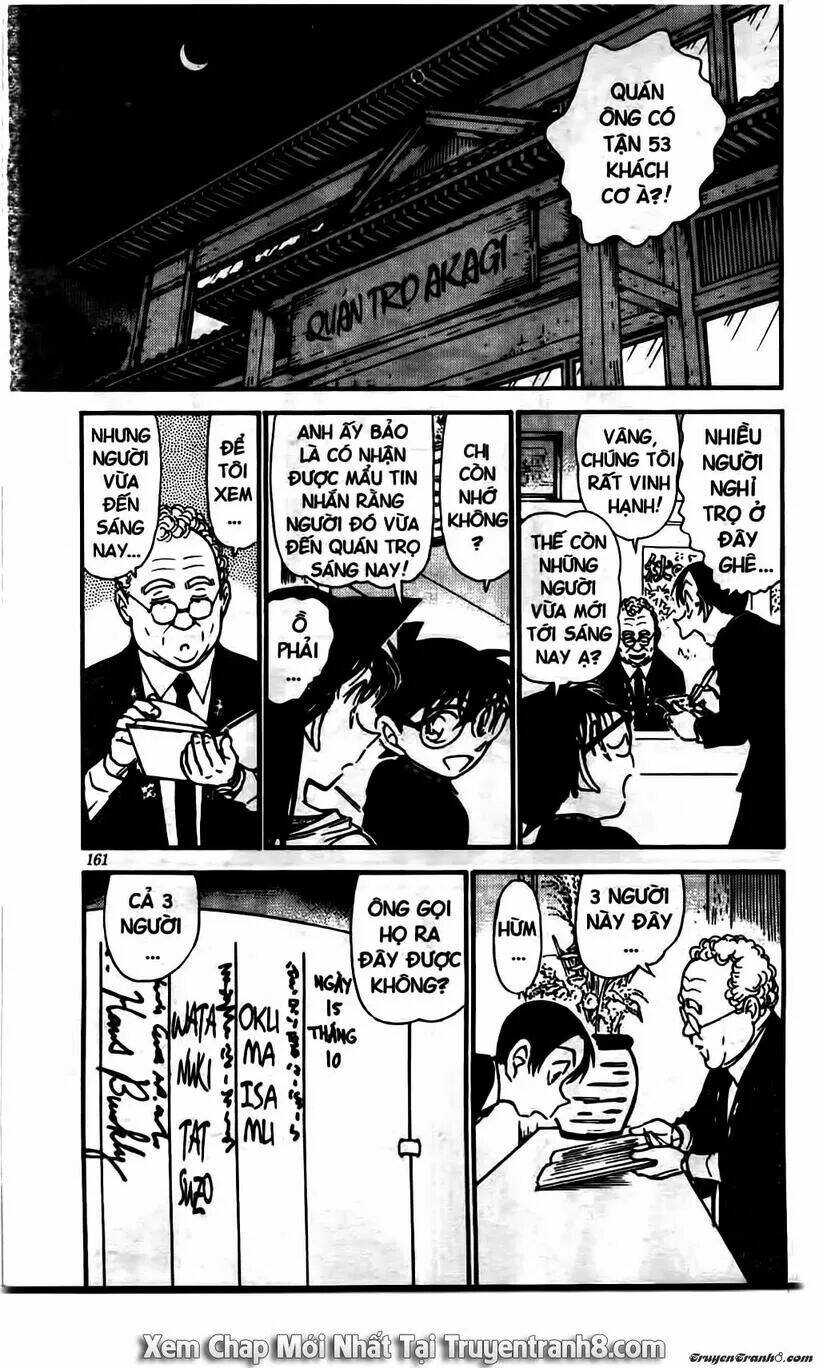 QUÁN
ÔNG CÓ
TẬN 53
KHÁCH
CƠ À?!
QUÁN TRỌ AKAGI
NHIỀU
NGƯỜI
NGHỈ
TRỌ Ở
ĐÂY
GHÊ...
VÂNG,
CHÚNG TÔI
RẤT VINH
HẠNH!
THẾ CÒN
NHỮNG
NGƯỜI
VỪA MỚI
TỚI SÁNG
NAY Ạ?
CHỊ
CÒN
NHỚ
KHÔNG
?
ANH ẤY BẢO
LÀ CÓ NHẬN
ĐƯỢC MẨU TIN
NHẮN RẰNG
NGƯỜI ĐÓ VỪA
ĐẾN QUÁN TRỌ
SÁNG NAY!
Ồ
PHẢI
...
ĐỂ
TÔI
XEM
...
NHƯNG
NGƯỜI
VỪA
ĐẾN
SÁNG
NAY...
161
3 NGƯỜI
NÀY ĐÂY
...
HỪM
...
ÔNG GỌI
HỌ RA
ĐÂY ĐƯỢC
KHÔNG?
NGÀY
15
THÁNG
10
OKU
MA
ISA
MU
WATA
NUKI
TAT
SUZO
CẢ 3
NGƯỜI
...
Xem Chap Mới Nhất Tại Truyentranh8.com
TruyenTranh8.com